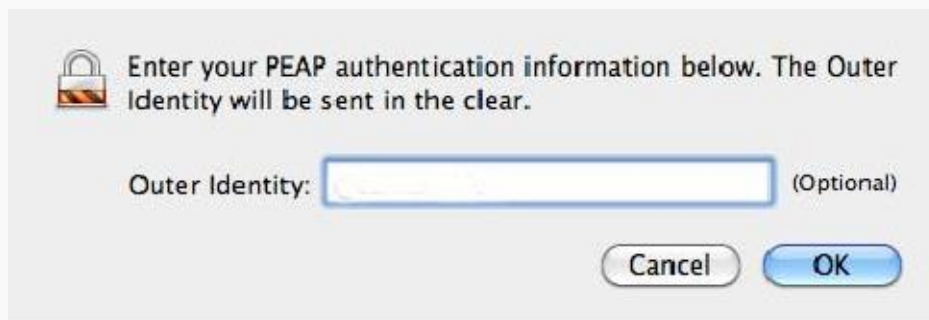 Enter your PEAP authentication information below. The Outer
Identity will be sent in the clear.
Outer Identity: (Optional)
Cancel OK